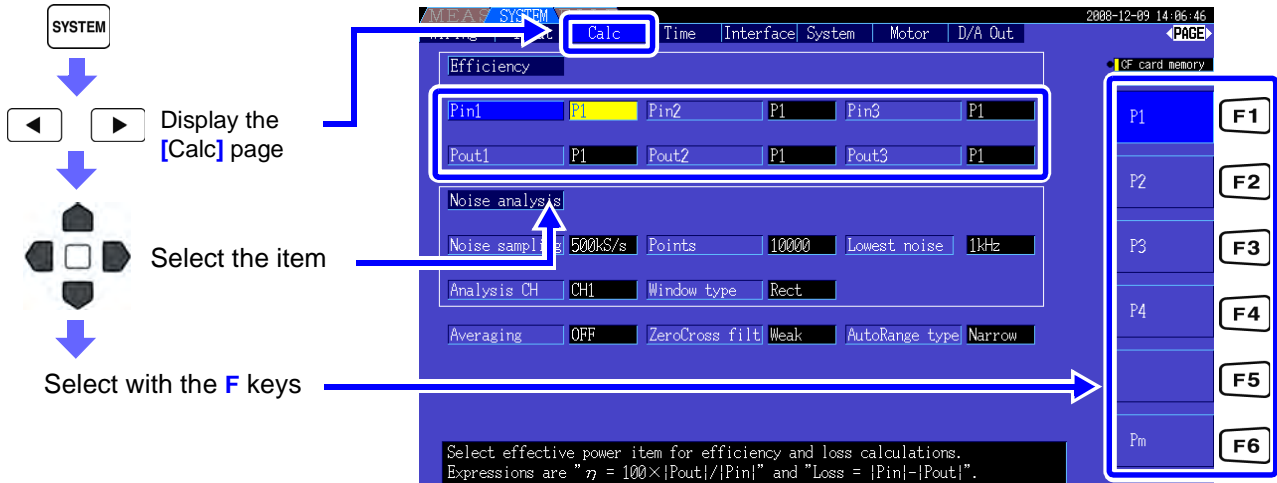 SYSTEM
Display the
[Calc] page
Select the item
Select with the F keys
MEAS SYSTEM
2008-12-09 14:06:46
Calc Time Interface System Motor D/A Out
PAGE
CF card memory
Efficiency
Pin1 P1 Pin2 P1 Pin3 P1
Pout1 P1 Pout2 P1 Pout3 P1
Noise analysis
Noise sampling 500kS/s Points 10000 Lowest noise 1kHz
Analysis CH CH1 Window type Rect
Averaging OFF ZeroCross filt Weak AutoRange type Narrow
Select effective power item for efficiency and loss calculations.
Expressions are "η = 100×|Pout|/|Pin|" and "Loss = |Pin|-|Pout|".
P1 F1
P2 F2
P3 F3
P4 F4
F5
Pm F6